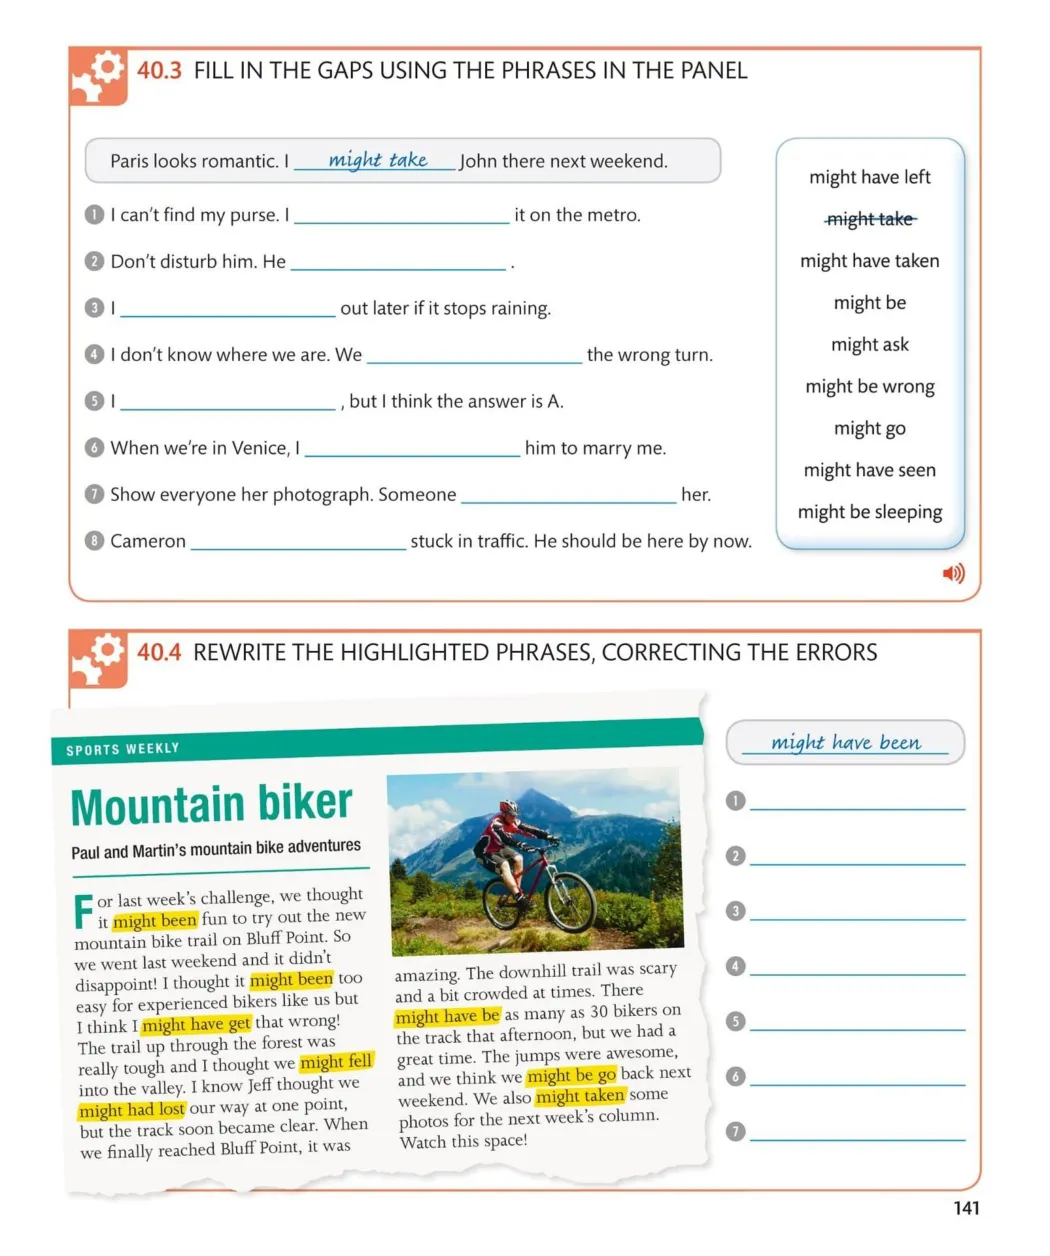 40.3 FILL IN THE GAPS USING THE PHRASES IN THE PANEL
Paris looks romantic. I might take John there next weekend.
1 I can't find my purse. I ____ it on the metro.
2 Don't disturb him. He ____ .
3 I ____ out later if it stops raining.
4 I don't know where we are. We ____ the wrong turn.
5 I ____ , but I think the answer is A.
6 When we're in Venice, I ____ him to marry me.
7 Show everyone her photograph. Someone ____ her.
8 Cameron ____ stuck in traffic. He should be here by now.
might have left
might take
might have taken
might be
might ask
might be wrong
might go
might have seen
might be sleeping
40.4 REWRITE THE HIGHLIGHTED PHRASES, CORRECTING THE ERRORS
SPORTS WEEKLY
Mountain biker
Paul and Martin's mountain bike adventures
For last week's challenge, we thought
it might been fun to try out the new
mountain bike trail on Bluff Point. So
we went last weekend and it didn't
disappoint! I thought it might been too
easy for experienced bikers like us but
I think I might have get that wrong!
The trail up through the forest was
really tough and I thought we might fell
into the valley. I know Jeff thought we
might had lost our way at one point,
but the track soon became clear. When
we finally reached Bluff Point, it was
amazing. The downhill trail was scary
and a bit crowded at times. There
might have be as many as 30 bikers on
the track that afternoon, but we had a
great time. The jumps were awesome,
and we think we might be go back next
weekend. We also might taken some
photos for the next week's column.
Watch this space!
might have been
1
2
3
4
5
6
7
141